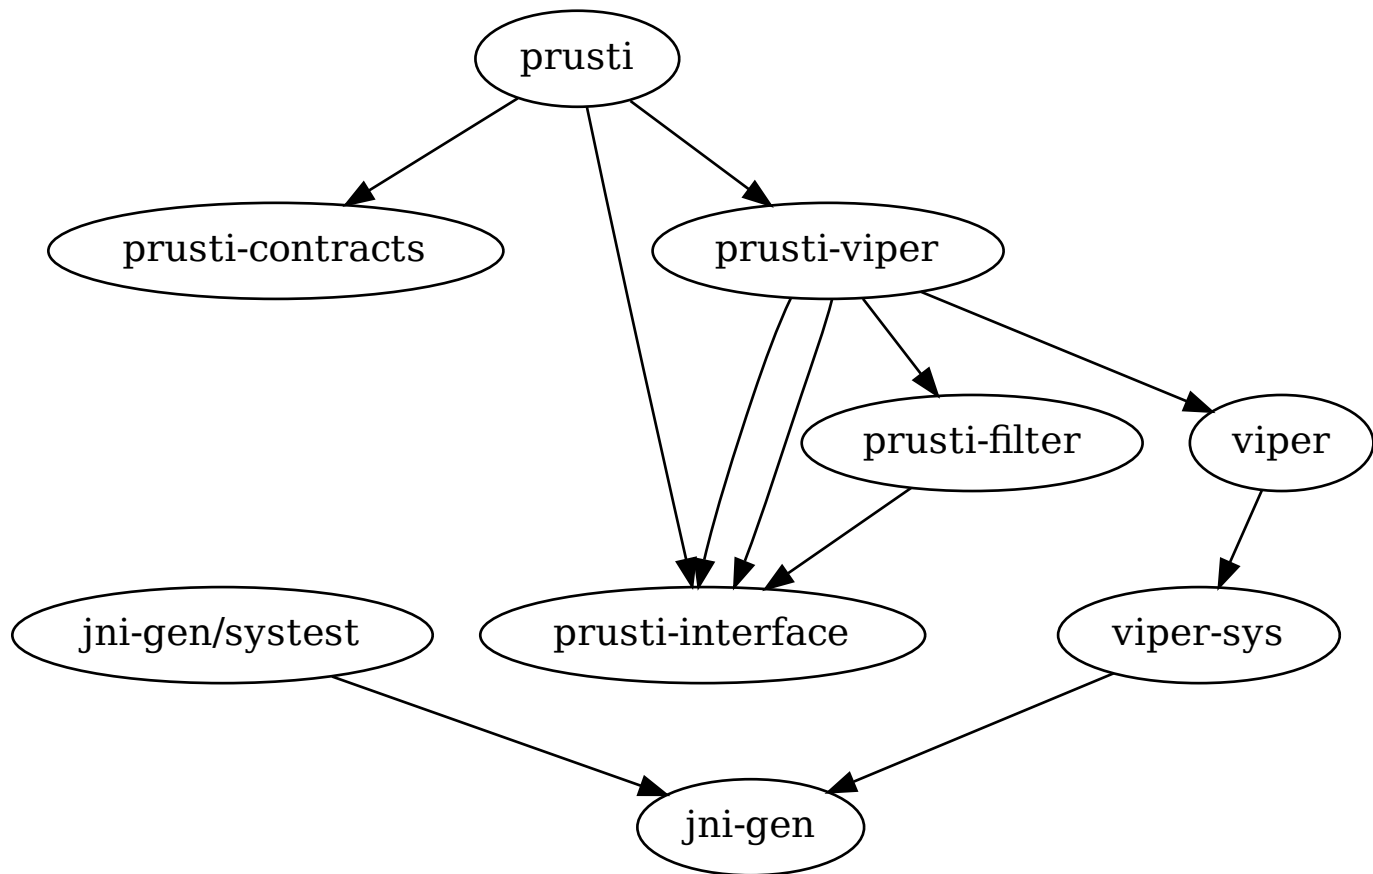 prusti
prusti-contracts
prusti-viper
prusti-filter
viper
jni-gen/systest
prusti-interface
viper-sys
jni-gen